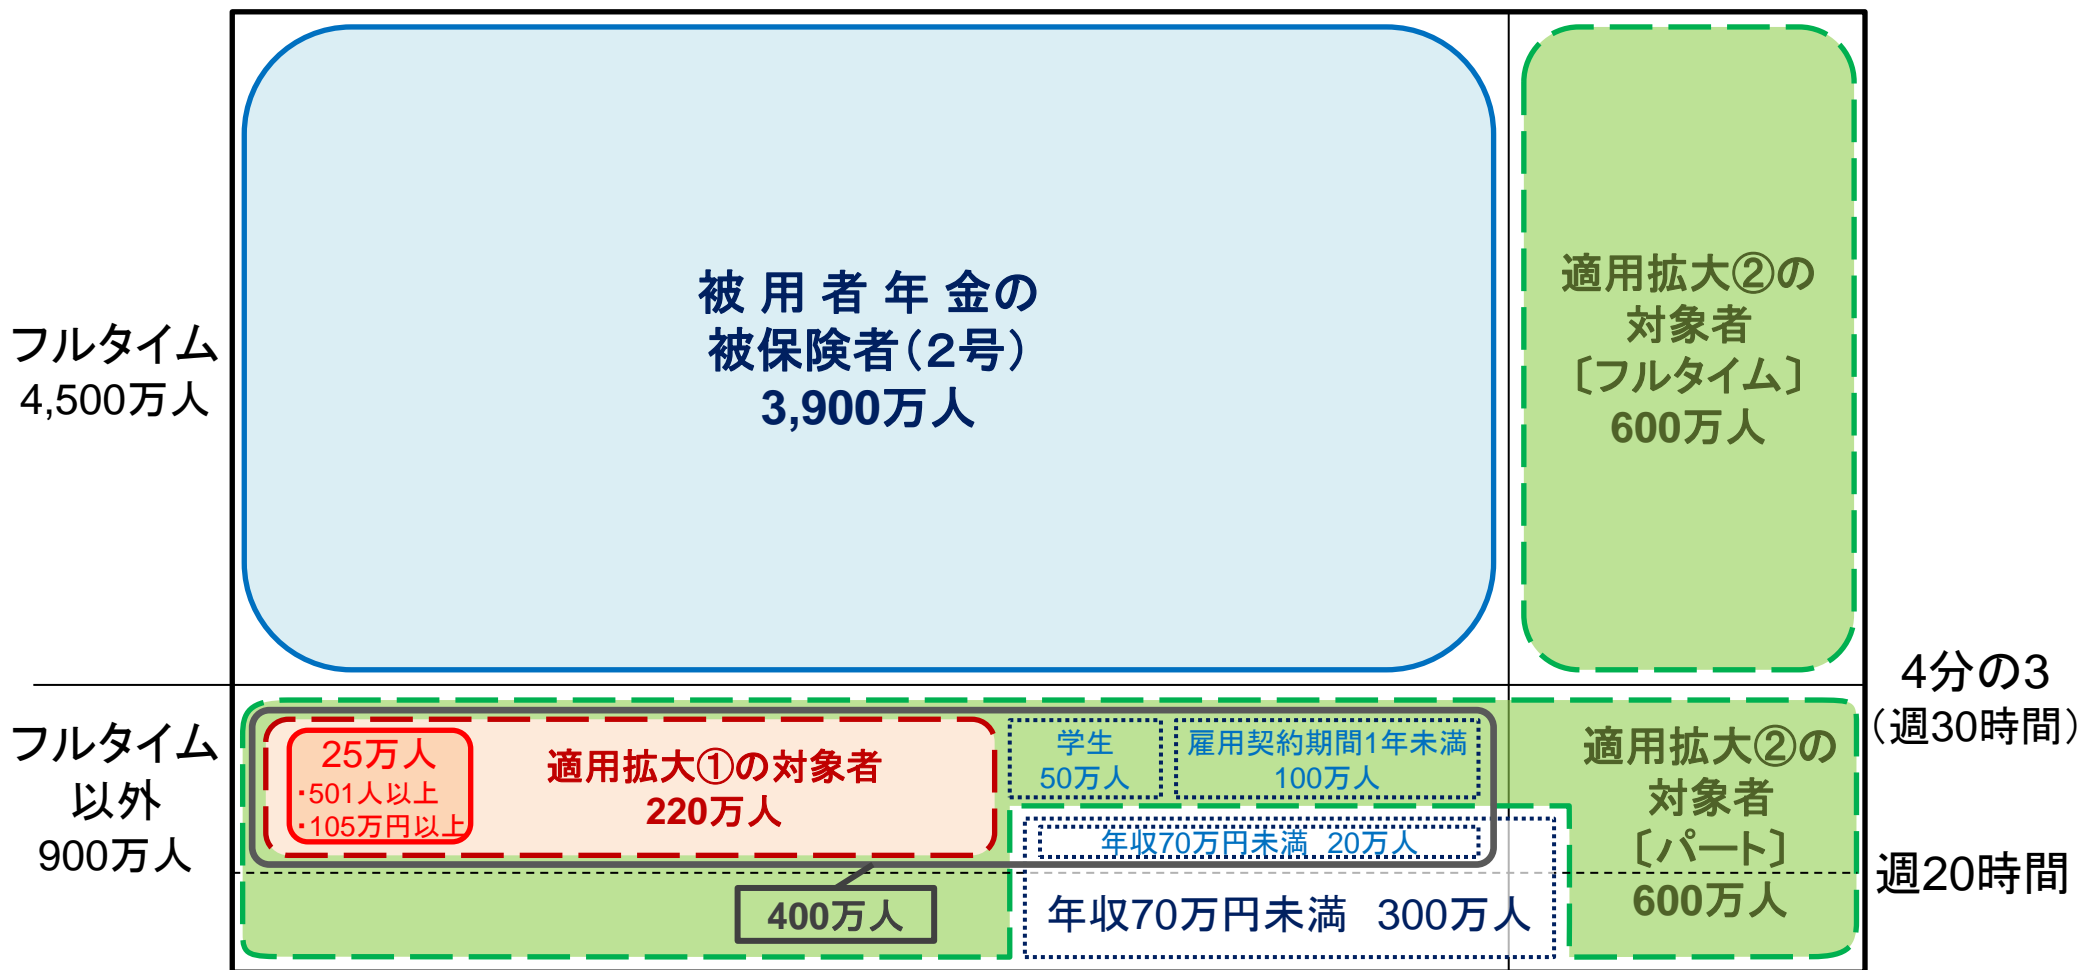 フルタイム
4,500万人
被用者年金の
被保険者（２号）
3,900万人
適用拡大②の
対象者
〔フルタイム〕
600万人
4分の3
（週30時間）
フルタイム
以外
900万人
25万人
・501人以上
・105万円以上
適用拡大①の対象者
220万人
学生
50万人
雇用契約期間1年未満
100万人
年収70万円未満 20万人
適用拡大②の
対象者
〔パート〕
600万人
週20時間
400万人
年収70万円未満 300万人